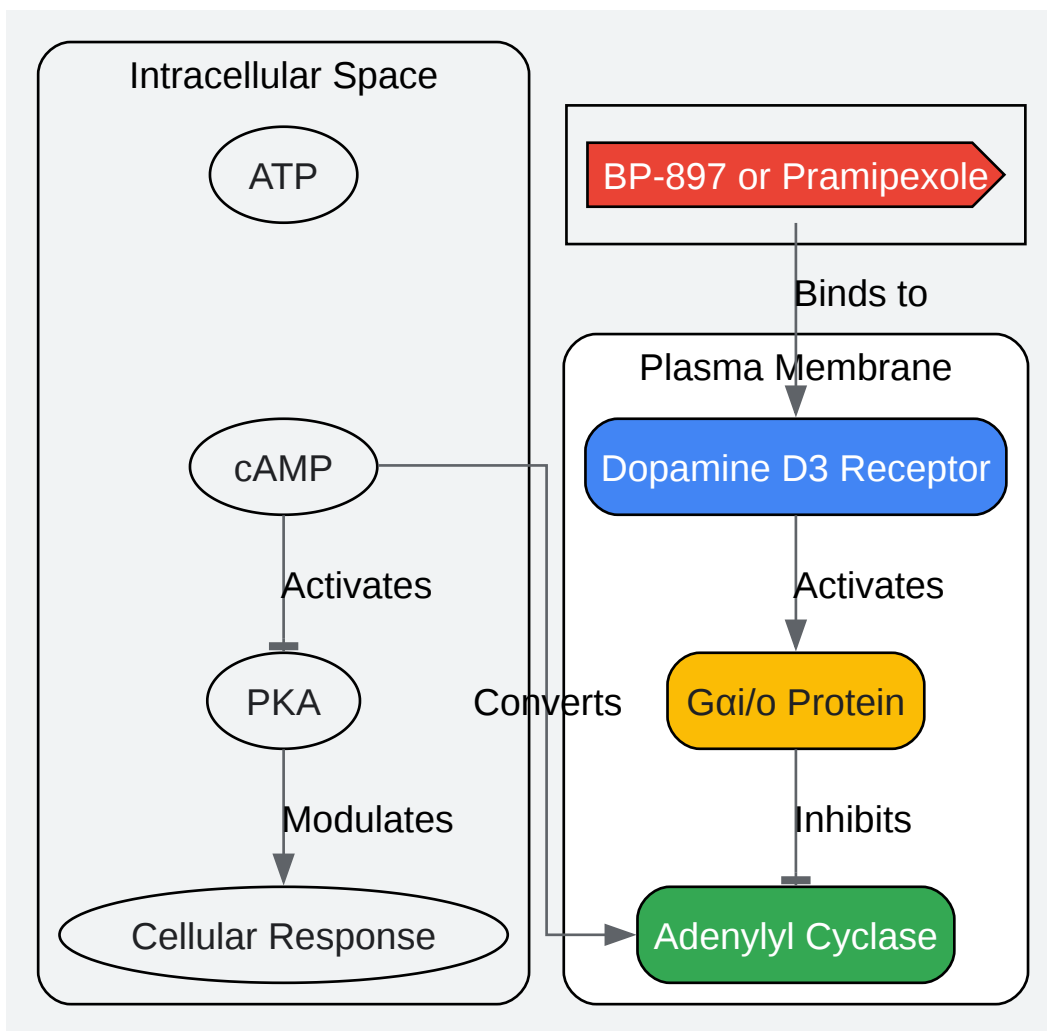 Intracellular Space
ATP
BP-897 or Pramipexole
Binds to
Plasma Membrane
cAMP
Dopamine D3 Receptor
Activates
Activates
PKA
Converts
Gαi/o Protein
Modulates
Inhibits
Cellular Response
Adenylyl Cyclase